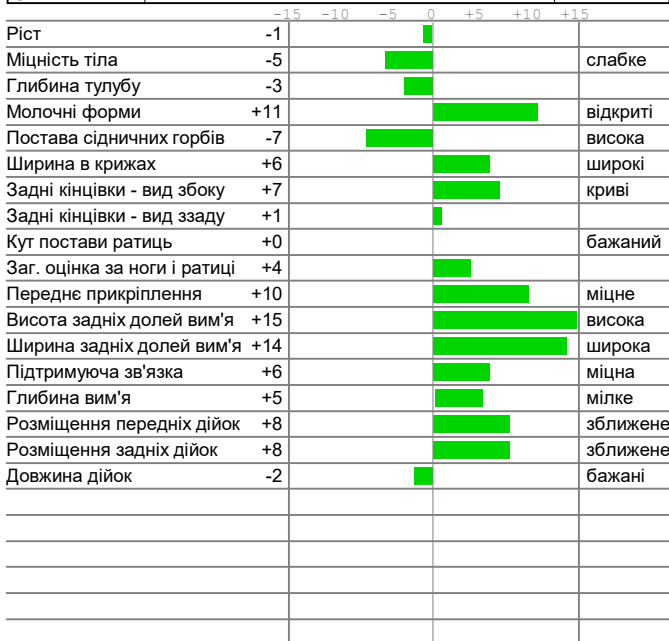 -15 -10 -5 0 +5 +10 +15
Ріст -1
Міцність тіла -5 слабке
Глибина тулубу -3
Молочні форми +11 відкриті
Постава сідничних горбів -7 висока
Ширина в крижах +6 широкі
Задні кінцівки - вид збоку +7 криві
Задні кінцівки - вид ззаду +1
Кут постави ратиць +0 бажаний
Заг. оцінка за ноги і ратиці +4
Переднє прикріплення +10 міцне
Висота задніх долей вим'я +15 висока
Ширина задніх долей вим'я +14 широка
Підтримуюча зв'язка +6 міцна
Глибина вим'я +5 мілке
Розміщення передніх дійок +8 зближене
Розміщення задніх дійок +8 зближене
Довжина дійок -2 бажані